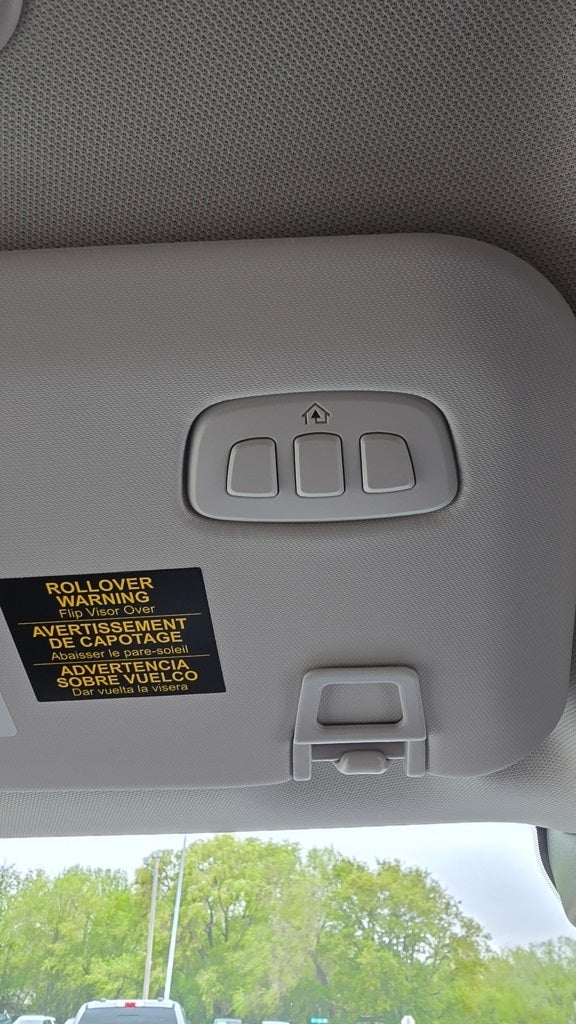 ROLLOVER
WARNING
Flip Visor Over
AVERTISSEMENT
DE CAPOTAGE
Abaisser le pare-soleil
ADVERTENCIA
SOBRE VUELCO
Dar vuelta la visera